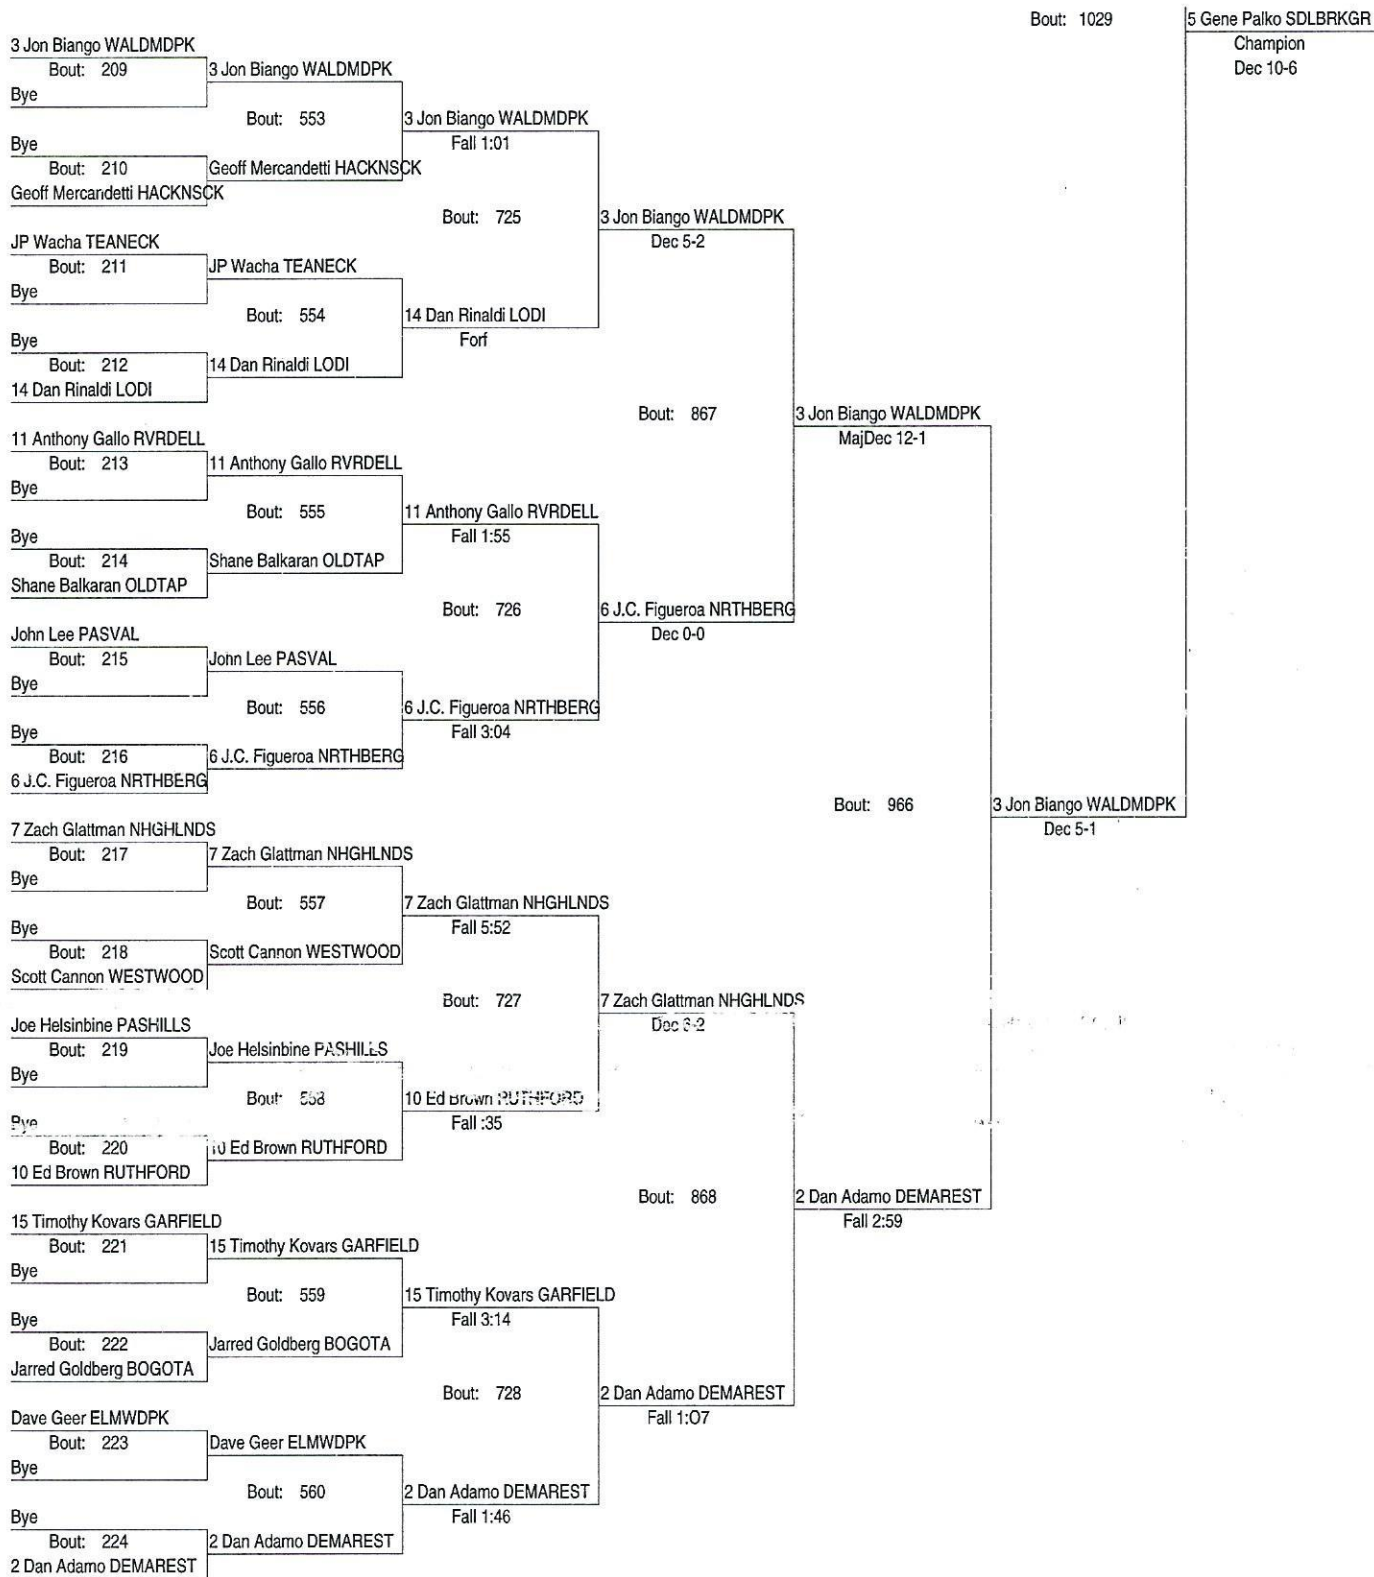 Bout: 1029
5 Gene Palko SDLBRKGR
Champion
Dec 10-6
3 Jon Biango WALDMDPK
Bout: 209
Bye
3 Jon Biango WALDMDPK
Bout: 553
3 Jon Biango WALDMDPK
Fall 1:01
Bye
Bout: 210
Geoff Mercandetti HACKNSCK
Geoff Mercandetti HACKNSCK
Bout: 725
3 Jon Biango WALDMDPK
Dec 5-2
JP Wacha TEANECK
Bout: 211
Bye
JP Wacha TEANECK
Bout: 554
14 Dan Rinaldi LODI
Forf
Bye
Bout: 212
14 Dan Rinaldi LODI
14 Dan Rinaldi LODI
Bout: 867
3 Jon Biango WALDMDPK
MajDec 12-1
11 Anthony Gallo RVRDELL
Bout: 213
Bye
11 Anthony Gallo RVRDELL
Bout: 555
11 Anthony Gallo RVRDELL
Fall 1:55
Bye
Bout: 214
Shane Balkaran OLDTAP
Shane Balkaran OLDTAP
Bout: 726
6 J.C. Figueroa NRTHBERG
Dec 0-0
John Lee PASVAL
Bout: 215
Bye
John Lee PASVAL
Bout: 556
6 J.C. Figueroa NRTHBERG
Fall 3:04
Bye
Bout: 216
6 J.C. Figueroa NRTHBERG
6 J.C. Figueroa NRTHBERG
Bout: 966
3 Jon Biango WALDMDPK
Dec 5-1
7 Zach Glattman NHGHLNDS
Bout: 217
Bye
7 Zach Glattman NHGHLNDS
Bout: 557
7 Zach Glattman NHGHLNDS
Fall 5:52
Bye
Bout: 218
Scott Cannon WESTWOOD
Scott Cannon WESTWOOD
Bout: 727
7 Zach Glattman NHGHLNDS
Dec
Joe Helsinbine PASHILLS
Bout: 219
Bye
Joe Helsinbine PASHILLS
Bout: 558
10 Ed Brown RUTHFORD
Fall :35
Bye
Bout: 220
10 Ed Brown RUTHFORD
10 Ed Brown RUTHFORD
Bout: 868
2 Dan Adamo DEMAREST
Fall 2:59
15 Timothy Kovars GARFIELD
Bout: 221
Bye
15 Timothy Kovars GARFIELD
Bout: 559
15 Timothy Kovars GARFIELD
Fall 3:14
Bye
Bout: 222
Jarred Goldberg BOGOTA
Jarred Goldberg BOGOTA
Bout: 728
2 Dan Adamo DEMAREST
Fall 1:O7
Dave Geer ELMWDPK
Bout: 223
Bye
Dave Geer ELMWDPK
Bout: 560
2 Dan Adamo DEMAREST
Fall 1:46
Bye
Bout: 224
2 Dan Adamo DEMAREST
2 Dan Adamo DEMAREST